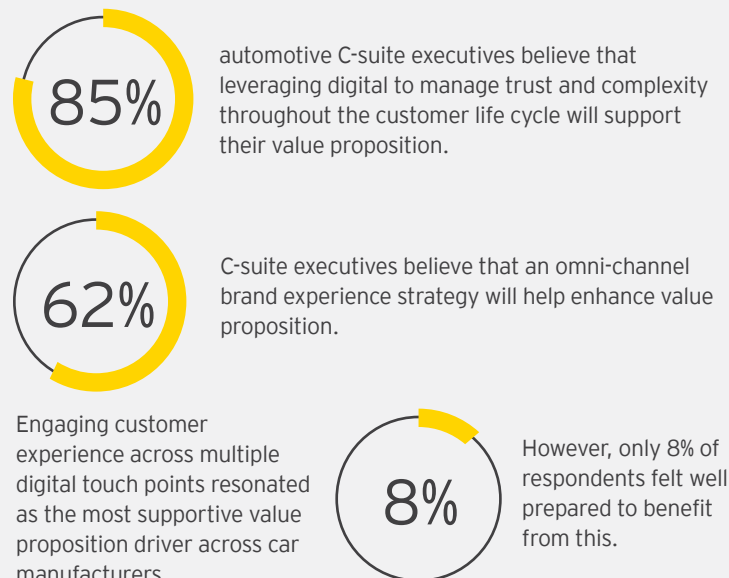 85%
automotive C-suite executives believe that
leveraging digital to manage trust and complexity
throughout the customer life cycle will support
their value proposition.
62%
C-suite executives believe that an omni-channel
brand experience strategy will help enhance value
proposition.
Engaging customer
experience across multiple
digital touch points resonated
as the most supportive value
proposition driver across car
manufacturers
8%
However, only 8% of
respondents felt well
prepared to benefit
from this.